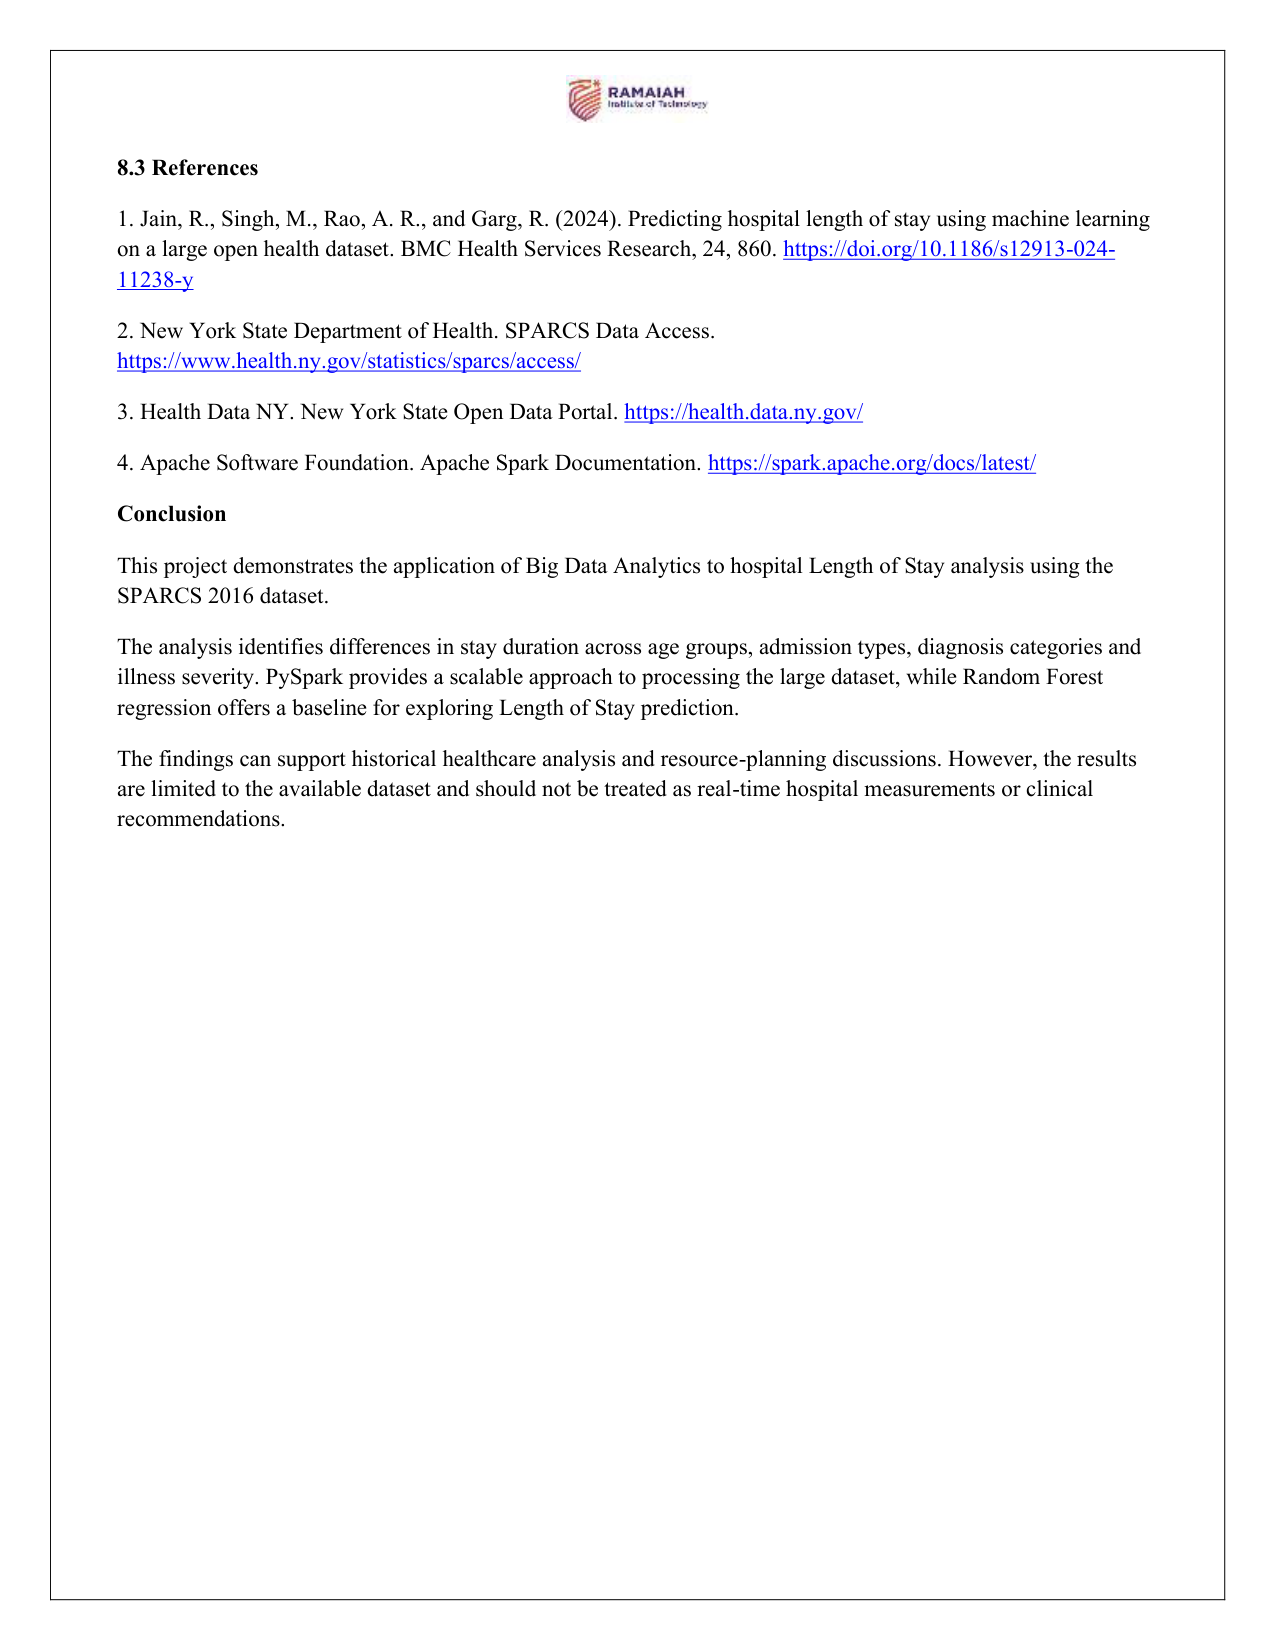 RAMAIAH
Institute of Technology
8.3 References
1. Jain, R., Singh, M., Rao, A. R., and Garg, R. (2024). Predicting hospital length of stay using machine learning
on a large open health dataset. BMC Health Services Research, 24, 860. https://doi.org/10.1186/s12913-024-
11238-y
2. New York State Department of Health. SPARCS Data Access.
https://www.health.ny.gov/statistics/sparcs/access/
3. Health Data NY. New York State Open Data Portal. https://health.data.ny.gov/
4. Apache Software Foundation. Apache Spark Documentation. https://spark.apache.org/docs/latest/
Conclusion
This project demonstrates the application of Big Data Analytics to hospital Length of Stay analysis using the
SPARCS 2016 dataset.
The analysis identifies differences in stay duration across age groups, admission types, diagnosis categories and
illness severity. PySpark provides a scalable approach to processing the large dataset, while Random Forest
regression offers a baseline for exploring Length of Stay prediction.
The findings can support historical healthcare analysis and resource-planning discussions. However, the results
are limited to the available dataset and should not be treated as real-time hospital measurements or clinical
recommendations.